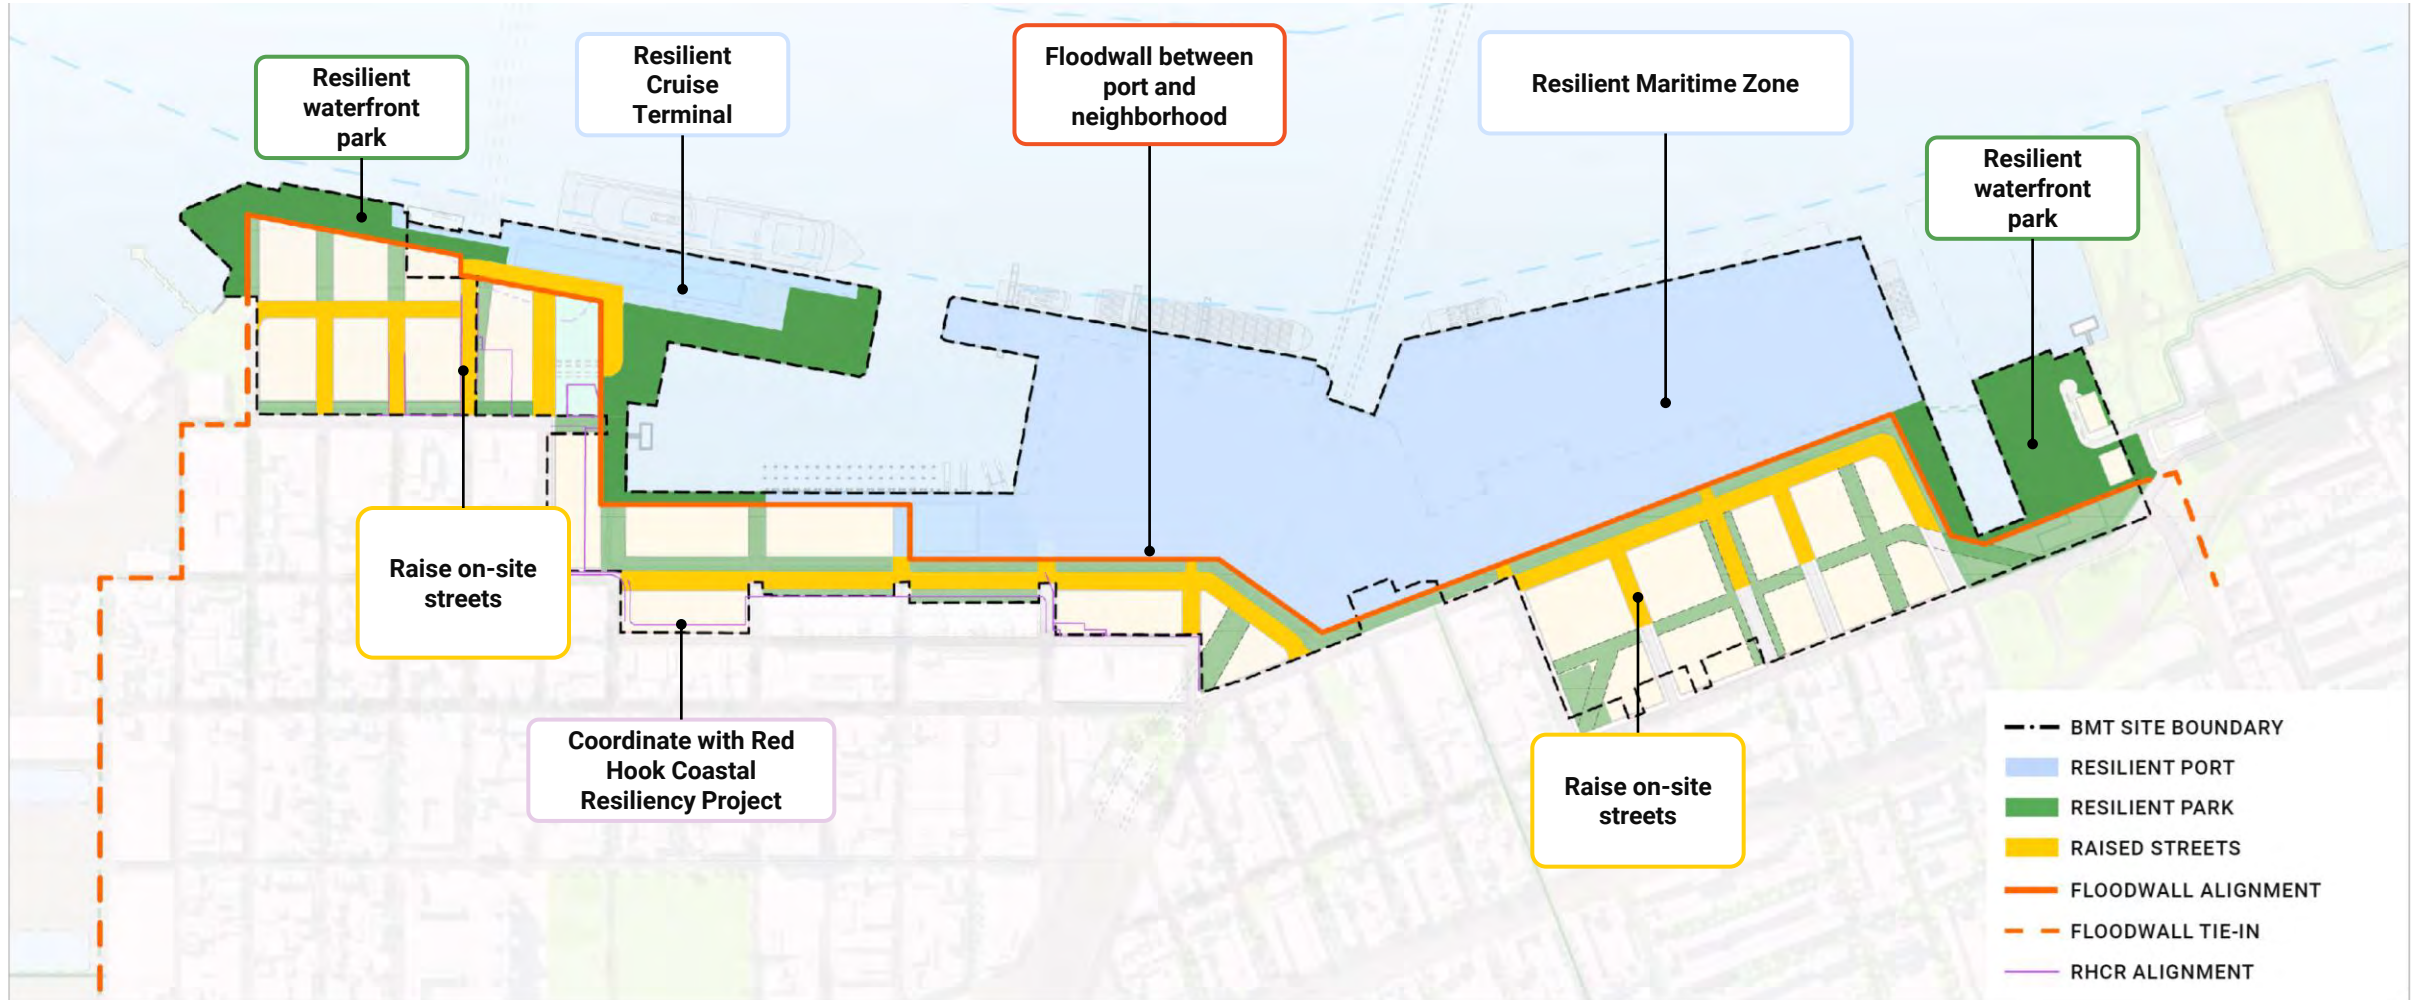 Resilient
waterfront
park
Resilient
Cruise
Terminal
Floodwall between
port and
neighborhood
Resilient Maritime Zone
Resilient
waterfront
park
Raise on-site
streets
Coordinate with Red
Hook Coastal
Resiliency Project
Raise on-site
streets
BMT SITE BOUNDARY
RESILIENT PORT
RESILIENT PARK
RAISED STREETS
FLOODWALL ALIGNMENT
FLOODWALL TIE-IN
RHCR ALIGNMENT